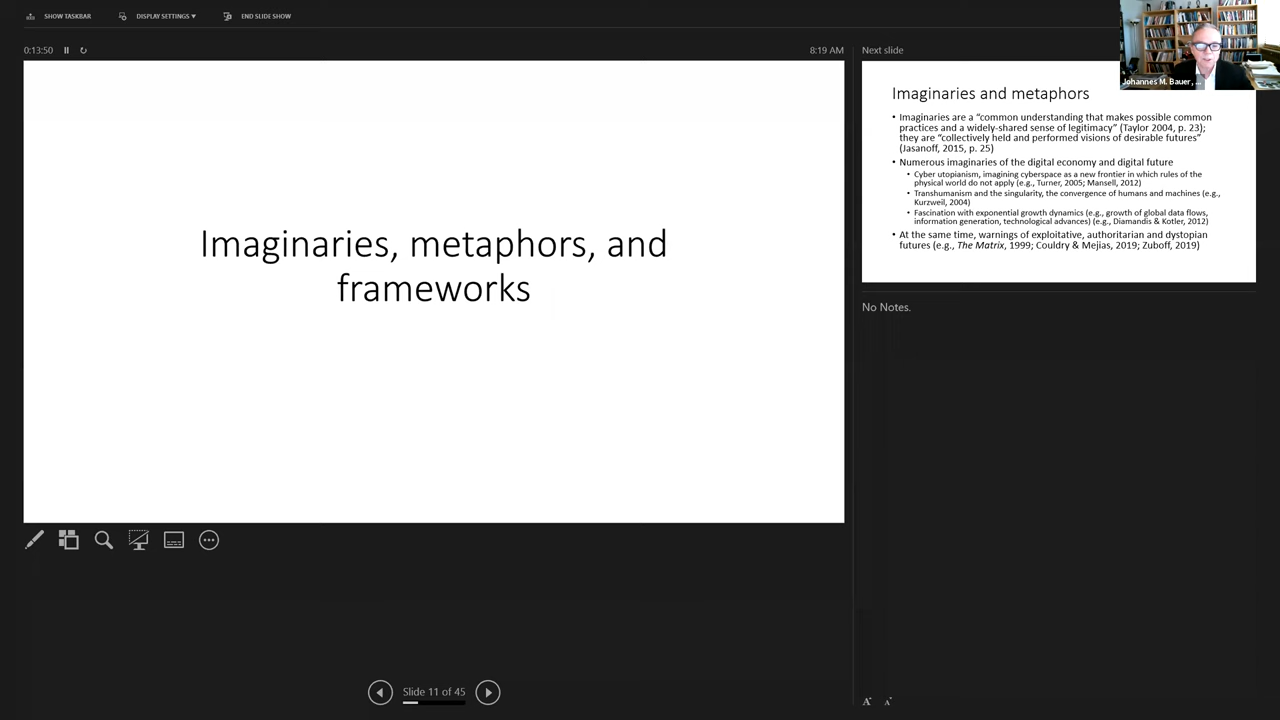 SHOW TASKBAR
DISPLAY SETTINGS ▾
END SLIDE SHOW
0:13:50
8:19 AM
Imaginaries, metaphors, and
frameworks
Slide 11 of 45
Next slide
Johannes M. Bauer, ...
Imaginaries and metaphors
• Imaginaries are a “common understanding that makes possible common
practices and a widely-shared sense of legitimacy” (Taylor 2004, p. 23);
they are “collectively held and performed visions of desirable futures”
(Jasanoff, 2015, p. 25)
• Numerous imaginaries of the digital economy and digital future
• Cyber utopianism, imagining cyberspace as a new frontier in which rules of the
physical world do not apply (e.g., Turner, 2005; Mansell, 2012)
• Transhumanism and the singularity, the convergence of humans and machines (e.g.,
Kurzweil, 2004)
• Fascination with exponential growth dynamics (e.g., growth of global data flows,
information generation, technological advances) (e.g., Diamandis & Kotler, 2012)
• At the same time, warnings of exploitative, authoritarian and dystopian
futures (e.g., The Matrix, 1999; Couldry & Mejias, 2019; Zuboff, 2019)
No Notes.
A A